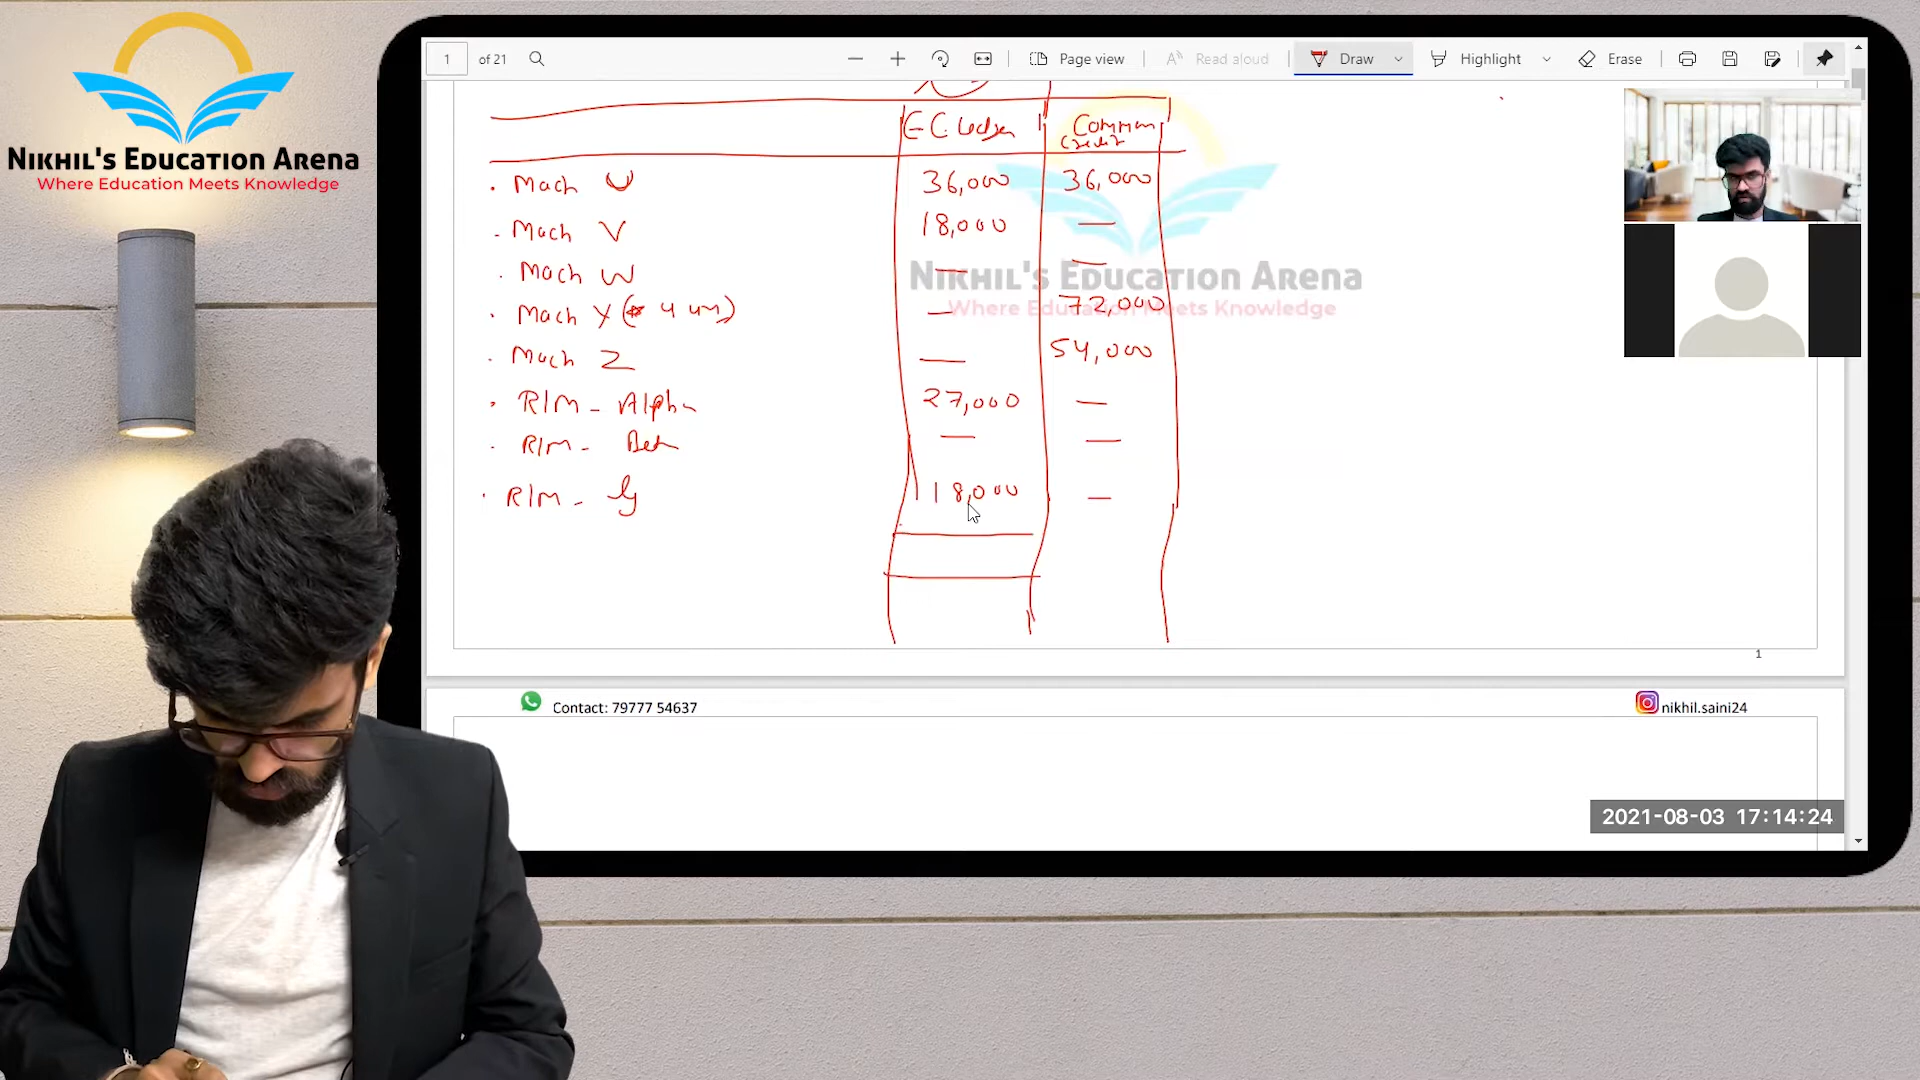 NIKHIL'S EDUCATION ARENA
Where Education Meets Knowledge
1 of 21 Page view Read aloud Draw Highlight Erase
E C Ledger Common
Credit
Mach U 36,000 36,000
Mach V 18,000 —
Mach W — —
NIKHIL'S EDUCATION ARENA
Where Education Meets Knowledge
Mach Y ( 4 — 72,000
Mach Z — 54,000
R/M - Alpha 27,000 —
R/M - Beta — —
R/M - G 18,000 —
1
Contact: 79777 54637 nikhil.saini24
2021-08-03 17:14:24